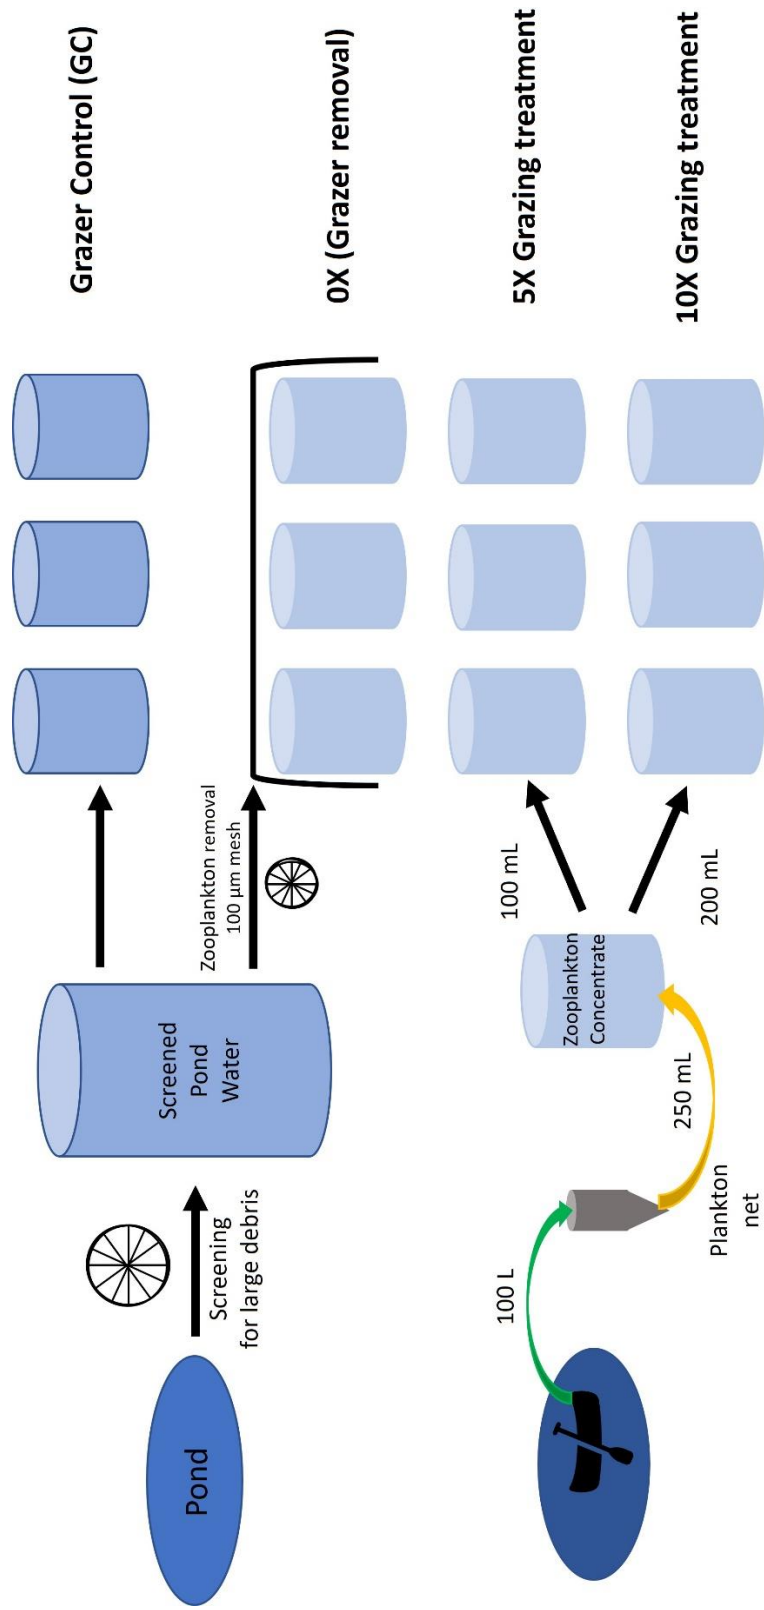 Pond
Screening
for large debris
Screened
Pond
Water
Zooplankton removal
100 µm mesh
Grazer Control (GC)
0X (Grazer removal)
5X Grazing treatment
10X Grazing treatment
100 L
Plankton
net
250 mL
Zooplankton
Concentrate
100 mL
200 mL